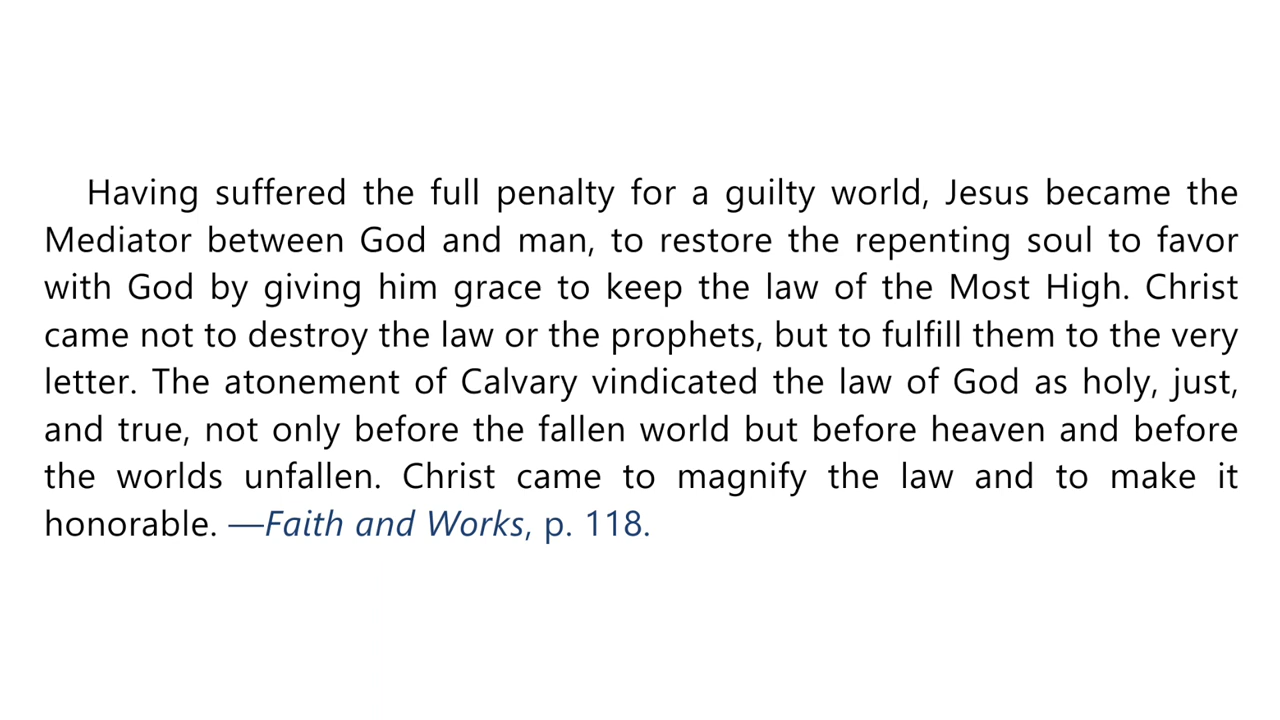 Having suffered the full penalty for a guilty world, Jesus became the
Mediator between God and man, to restore the repenting soul to favor
with God by giving him grace to keep the law of the Most High. Christ
came not to destroy the law or the prophets, but to fulfill them to the very
letter. The atonement of Calvary vindicated the law of God as holy, just,
and true, not only before the fallen world but before heaven and before
the worlds unfallen. Christ came to magnify the law and to make it
honorable. —Faith and Works, p. 118.